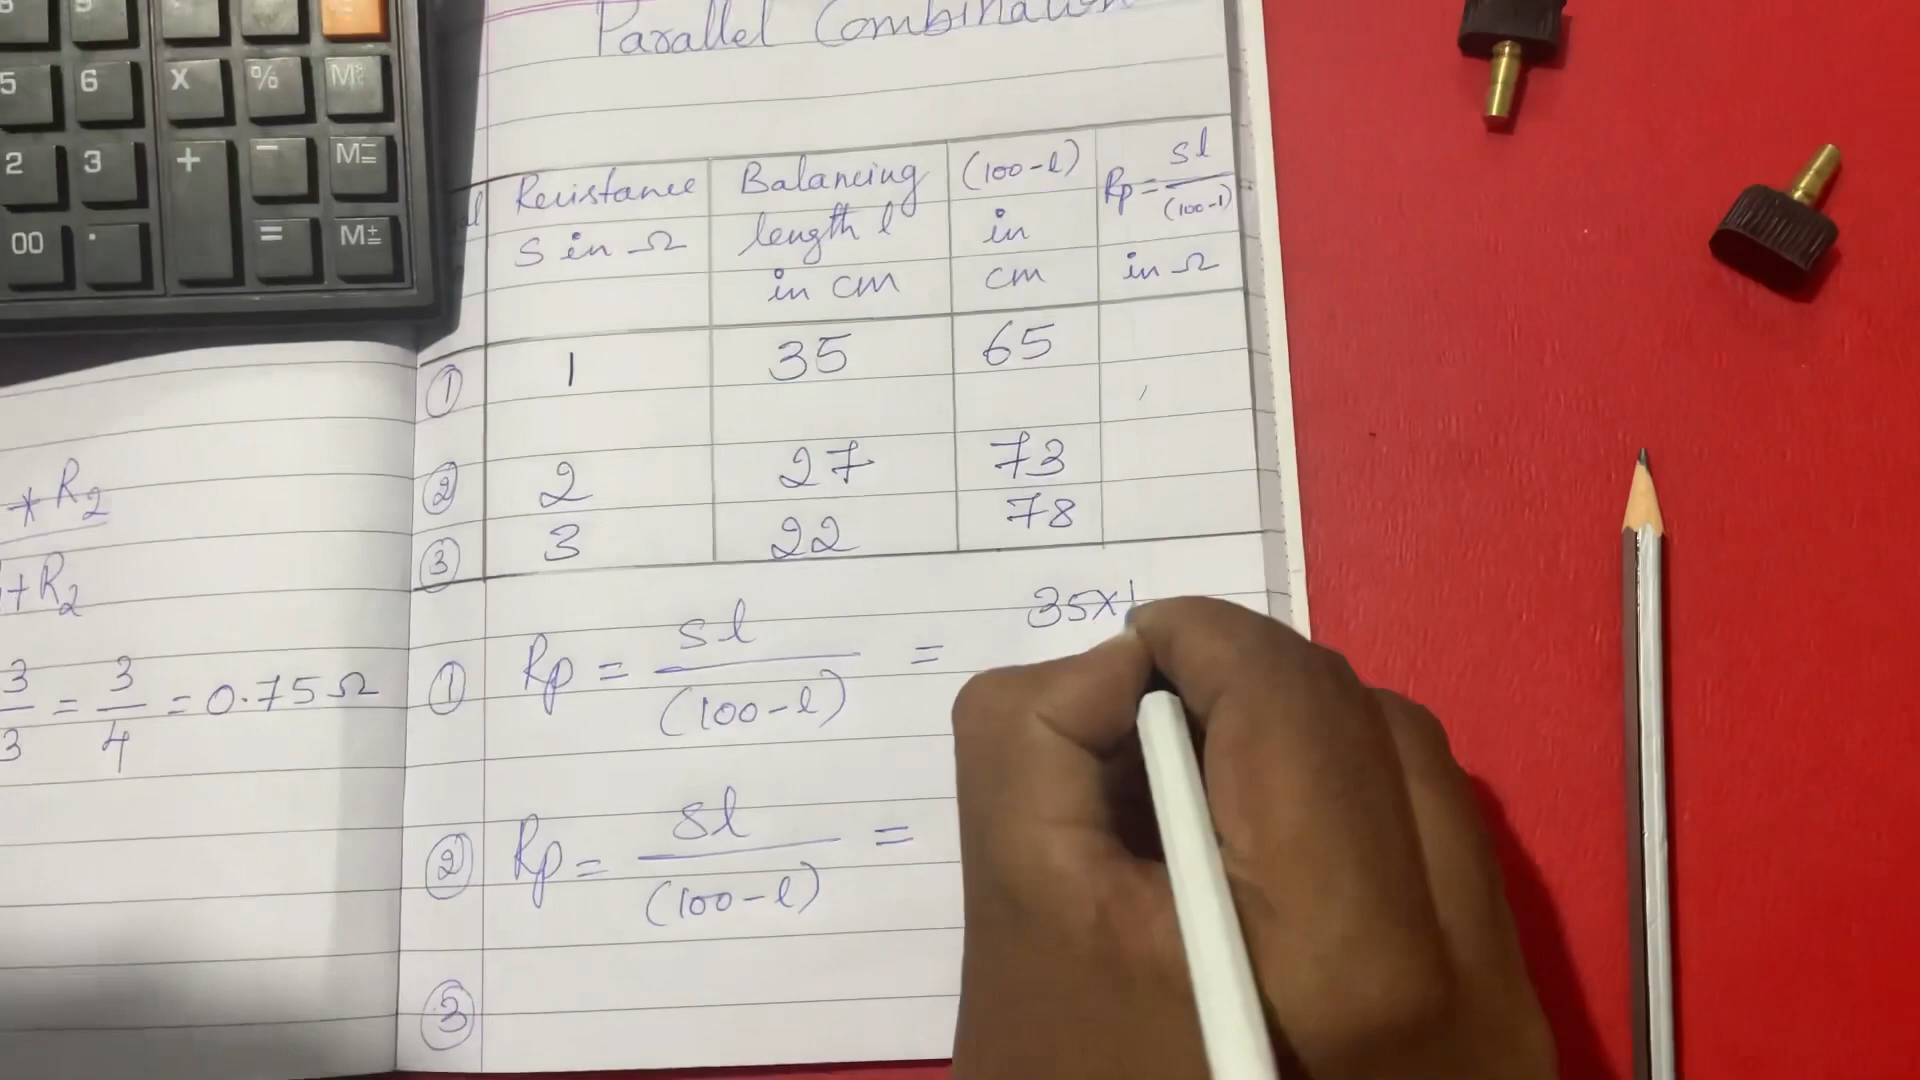 9
5 6 X % M
2 3 + - M=
00 . = M±
* R2
+R2
3 = 3 = 0.75Ω
3 4
Parallel Combination
Resistance
S in Ω
Balancing
length l
in cm
(100-l)
in
cm
Rp = Sl
(100-l)
in Ω
① 1 35 65
② 2 27 73
③ 3 22 78
① Rp = Sl = 35×1
(100-l)
② Rp = Sl =
(100-l)
③